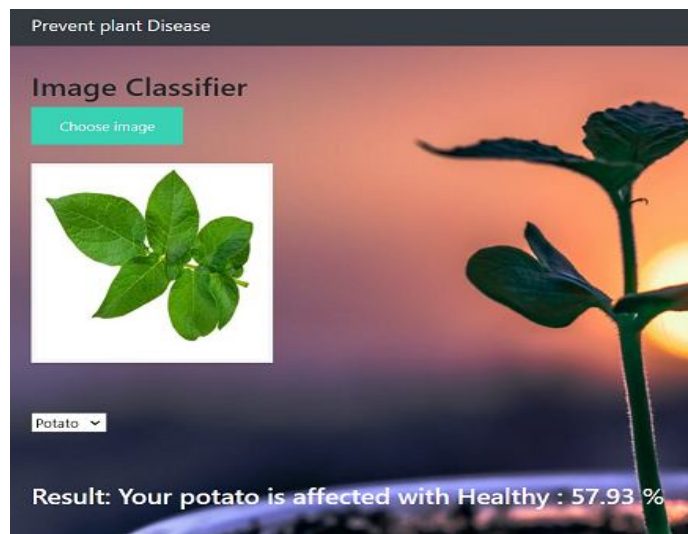 Prevent plant Disease
Image Classifier
Choose image
Potato
Result: Your potato is affected with Healthy : 57.93 %